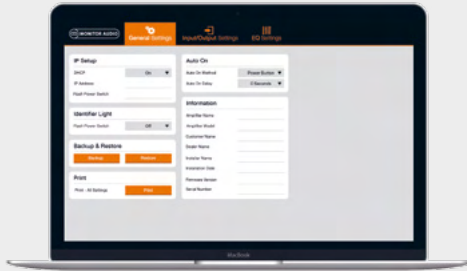 MONITOR AUDIO
General Settings
Input/Output Settings
EQ Settings
IP Setup
DHCP
On
IP Address
Flash Power Switch
Identifier Light
Flash Power Switch
Off
Backup & Restore
Backup
Restore
Print
Print - All Settings
Print
Auto On
Auto On Method
Power Button
Auto On Delay
0 Seconds
Information
Amplifier Name
Amplifier Model
Customer Name
Dealer Name
Installer Name
Installation Date
Firmware Version
Serial Number
MacBook